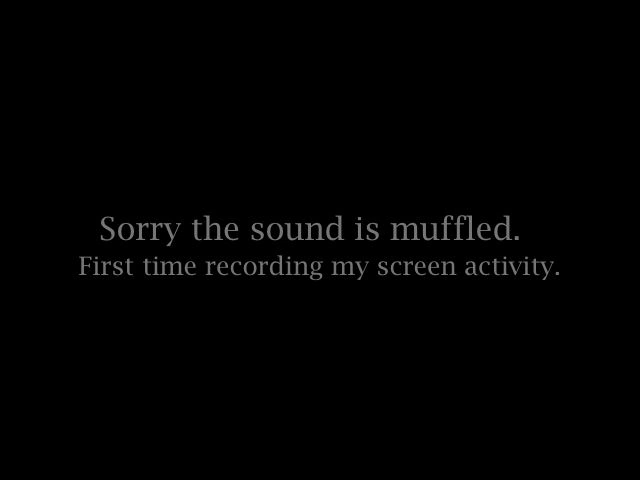 Sorry the sound is muffled.
First time recording my screen activity.